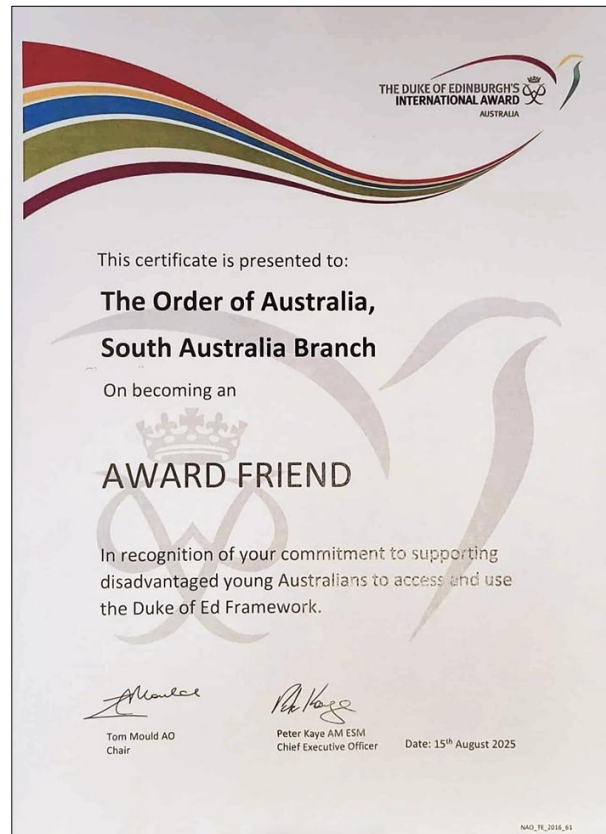 THE DUKE OF EDINBURGH'S
INTERNATIONAL AWARD
AUSTRALIA
This certificate is presented to:
The Order of Australia,
South Australia Branch
On becoming an
AWARD FRIEND
In recognition of your commitment to supporting
disadvantaged young Australians to access and use
the Duke of Ed Framework.
Tom Mould AO
Chair
Peter Kaye AM ESM
Chief Executive Officer
Date: 15th August 2025
NAO_TE_2016_61